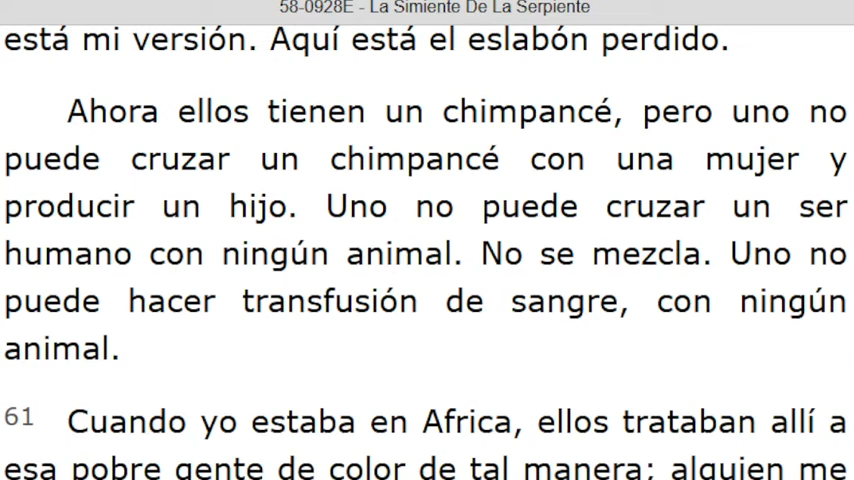 58-0928E - La Simiente De La Serpiente
está mi versión. Aquí está el eslabón perdido.
Ahora ellos tienen un chimpancé, pero uno no
puede cruzar un chimpancé con una mujer y
producir un hijo. Uno no puede cruzar un ser
humano con ningún animal. No se mezcla. Uno no
puede hacer transfusión de sangre, con ningún
animal.
61 Cuando yo estaba en Africa, ellos trataban allí a
esa pobre gente de color de tal manera; alguien me